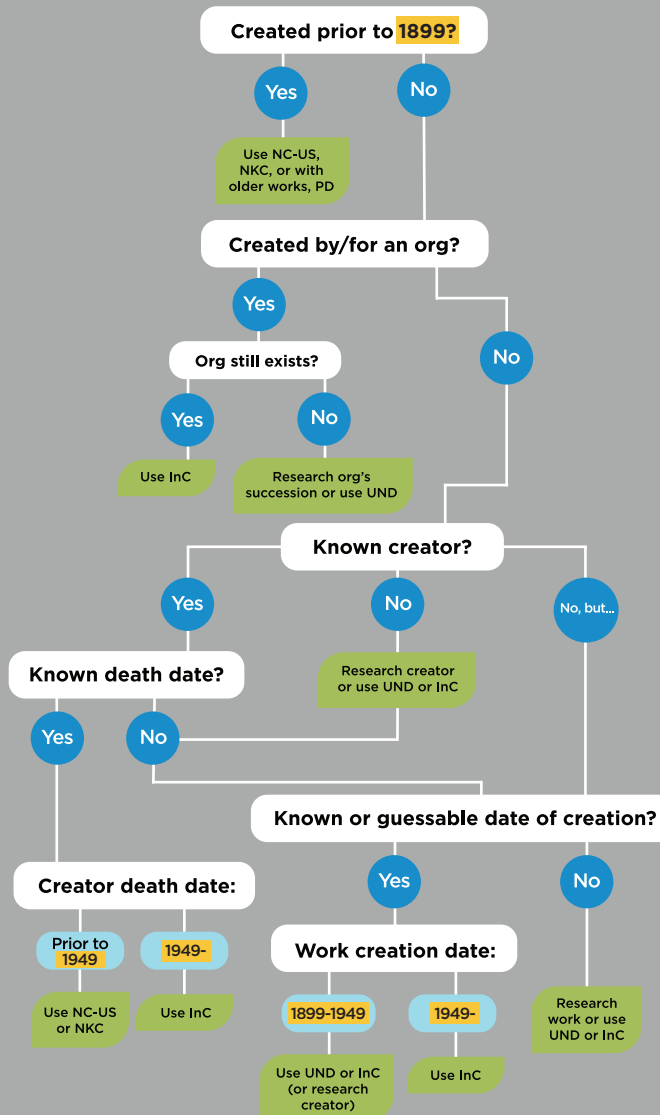 Created prior to 1899?
Yes
No
Use NC-US,
NKC, or with
older works, PD
Created by/for an org?
Yes
No
Org still exists?
Yes
No
Use InC
Research org's
succession or use UND
Known creator?
Yes
No
No, but...
Known death date?
Research creator
or use UND or InC
Yes
No
Known or guessable date of creation?
Yes
No
Creator death date:
Prior to
1949
1949-
Use NC-US
or NKC
Use InC
Work creation date:
1899-1949
1949-
Use UND or InC
(or research
creator)
Use InC
Research
work or use
UND or InC